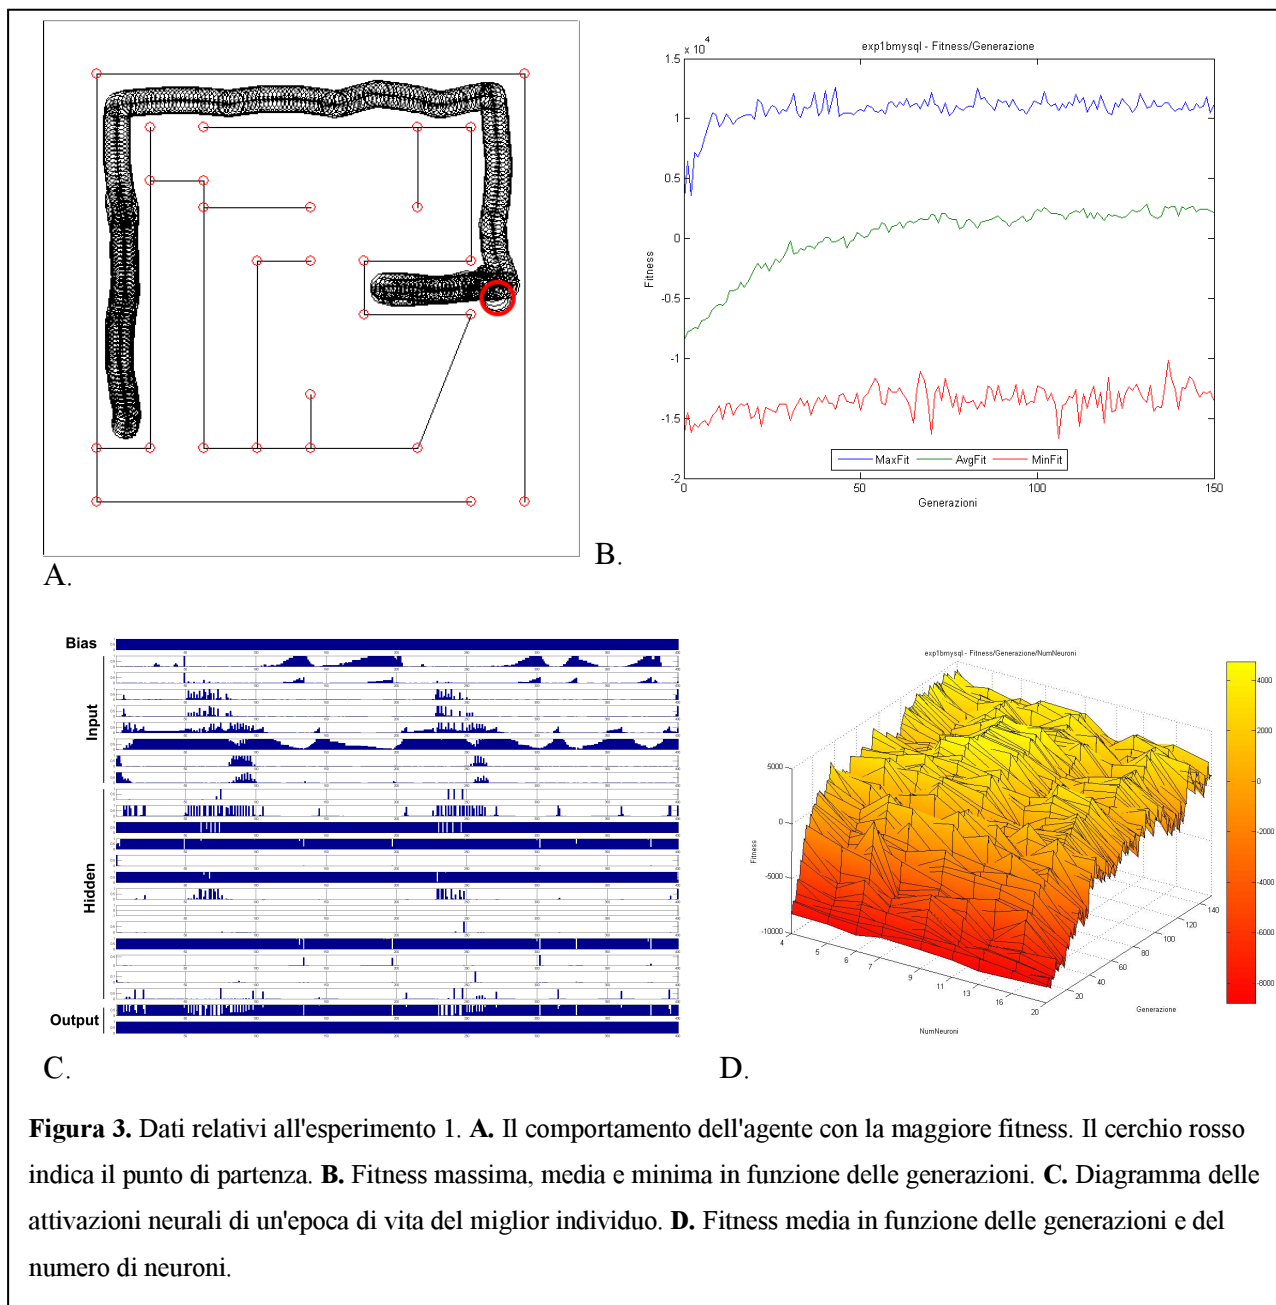 exp1bmysql - Fitness/Generazione
x 10^4
1.5
1
0.5
0
-0.5
-1
-1.5
-2
Fitness
MaxFit AvgFit MinFit
0 50 100 150
Generazioni
A.
B.
Bias
Input
Hidden
Output
exp1bmysql - Fitness/Generazione/NumNeuroni
5000
0
-5000
-10000
Fitness
4 5 6 7 9 11 13 16 20
NumNeuroni
20 40 60 80 100 120 140
Generazione
4000
2000
0
-2000
-4000
-6000
-8000
C.
D.
Figura 3. Dati relativi all'esperimento 1. A. Il comportamento dell'agente con la maggiore fitness. Il cerchio rosso
indica il punto di partenza. B. Fitness massima, media e minima in funzione delle generazioni. C. Diagramma delle
attivazioni neurali di un'epoca di vita del miglior individuo. D. Fitness media in funzione delle generazioni e del
numero di neuroni.